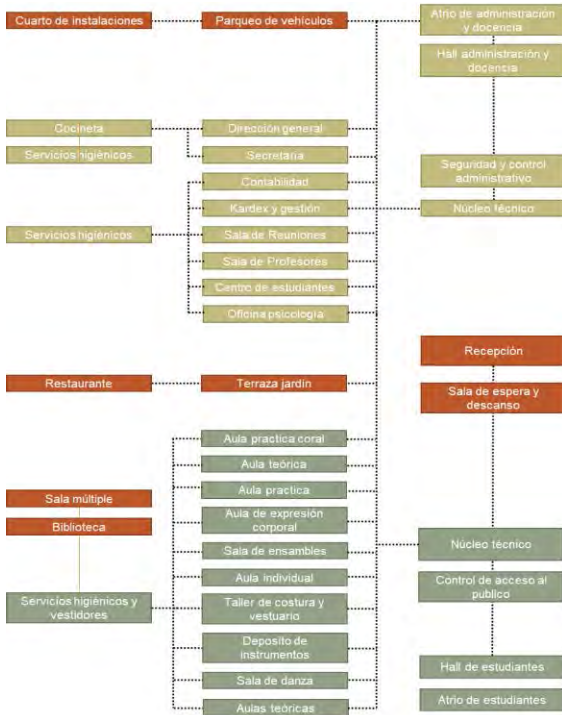 Cuarto de instalaciones
Parqueo de vehículos
Atrio de administración
y docencia
Hall administración y
docencia
Cocineta
Dirección general
Servicios higiénicos
Secretaria
Seguridad y control
administrativo
Contabilidad
Kardex y gestión
Núcleo técnico
Servicios higiénicos
Sala de Reuniones
Sala de Profesores
Centro de estudiantes
Oficina psicología
Recepción
Restaurante
Terraza jardín
Sala de espera y
descanso
Aula practica coral
Aula teórica
Aula practica
Sala múltiple
Aula de expresión
corporal
Biblioteca
Núcleo técnico
Sala de ensambles
Aula individual
Control de acceso al
publico
Servicios higiénicos y
vestidores
Taller de costura y
vestuario
Deposito de
instrumentos
Hall de estudiantes
Sala de danza
Atrio de estudiantes
Aulas teóricas